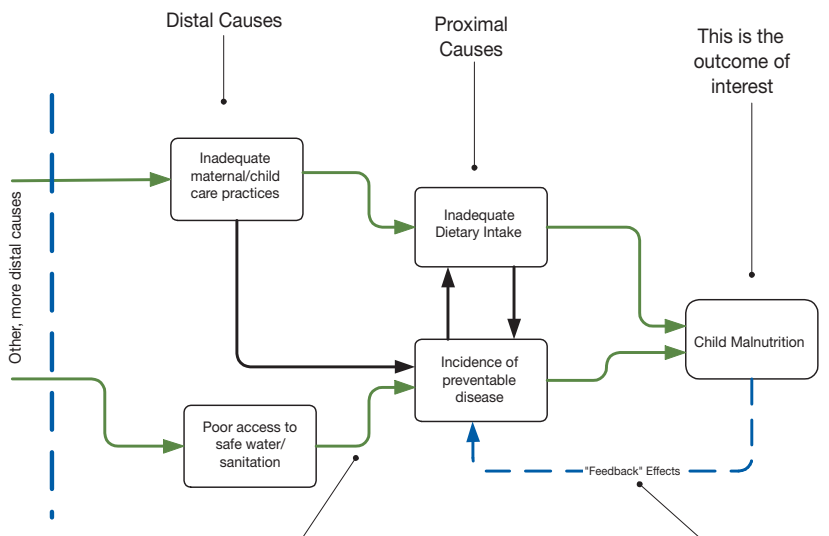 Distal Causes
Proximal
Causes
This is the
outcome of
interest
Other, more distal causes
Inadequate
maternal/child
care practices
Inadequate
Dietary Intake
Child Malnutrition
Incidence of
preventable
disease
Poor access to
safe water/
sanitation
"Feedback" Effects